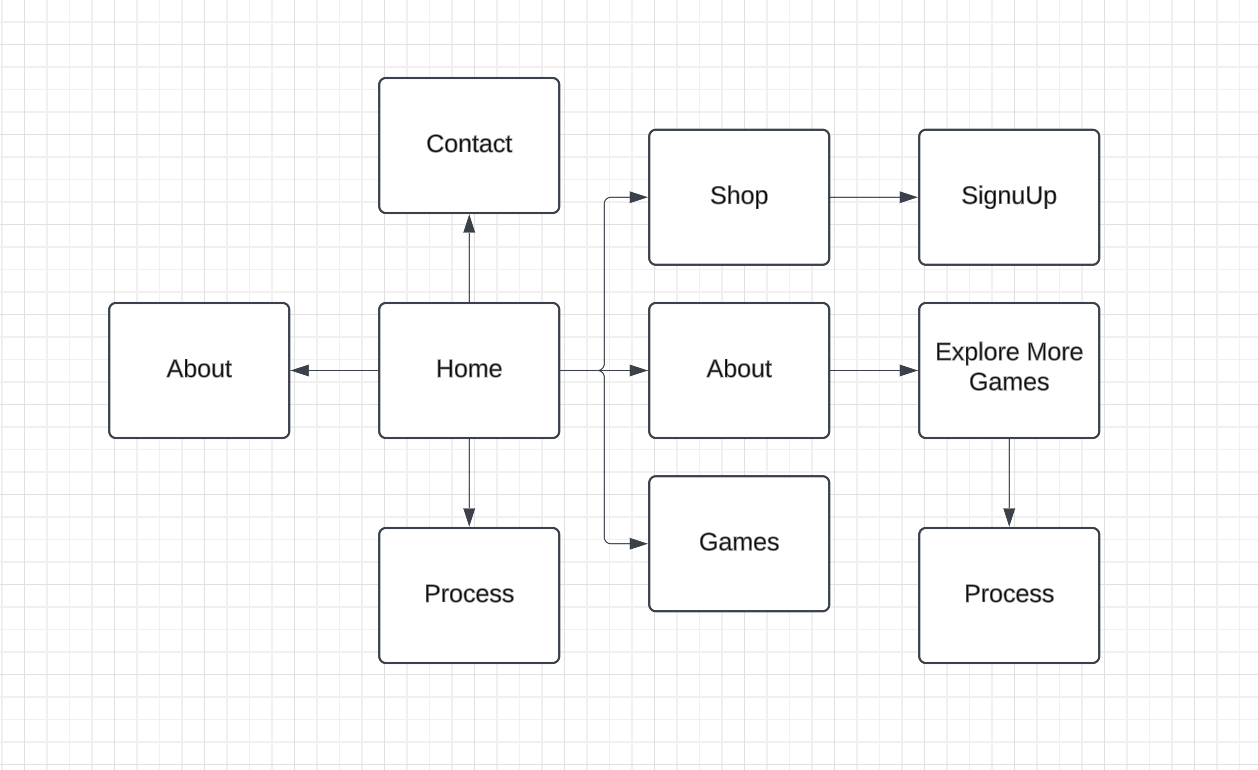 Contact
Shop
SignuUp
About
Home
About
Explore More
Games
Games
Process
Process